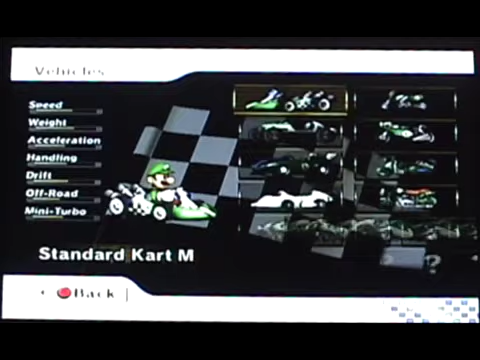 Vehicles
Speed
Weight
Acceleration
Handling
Drift
Off-Road
Mini-Turbo
Standard Kart M
?
Back